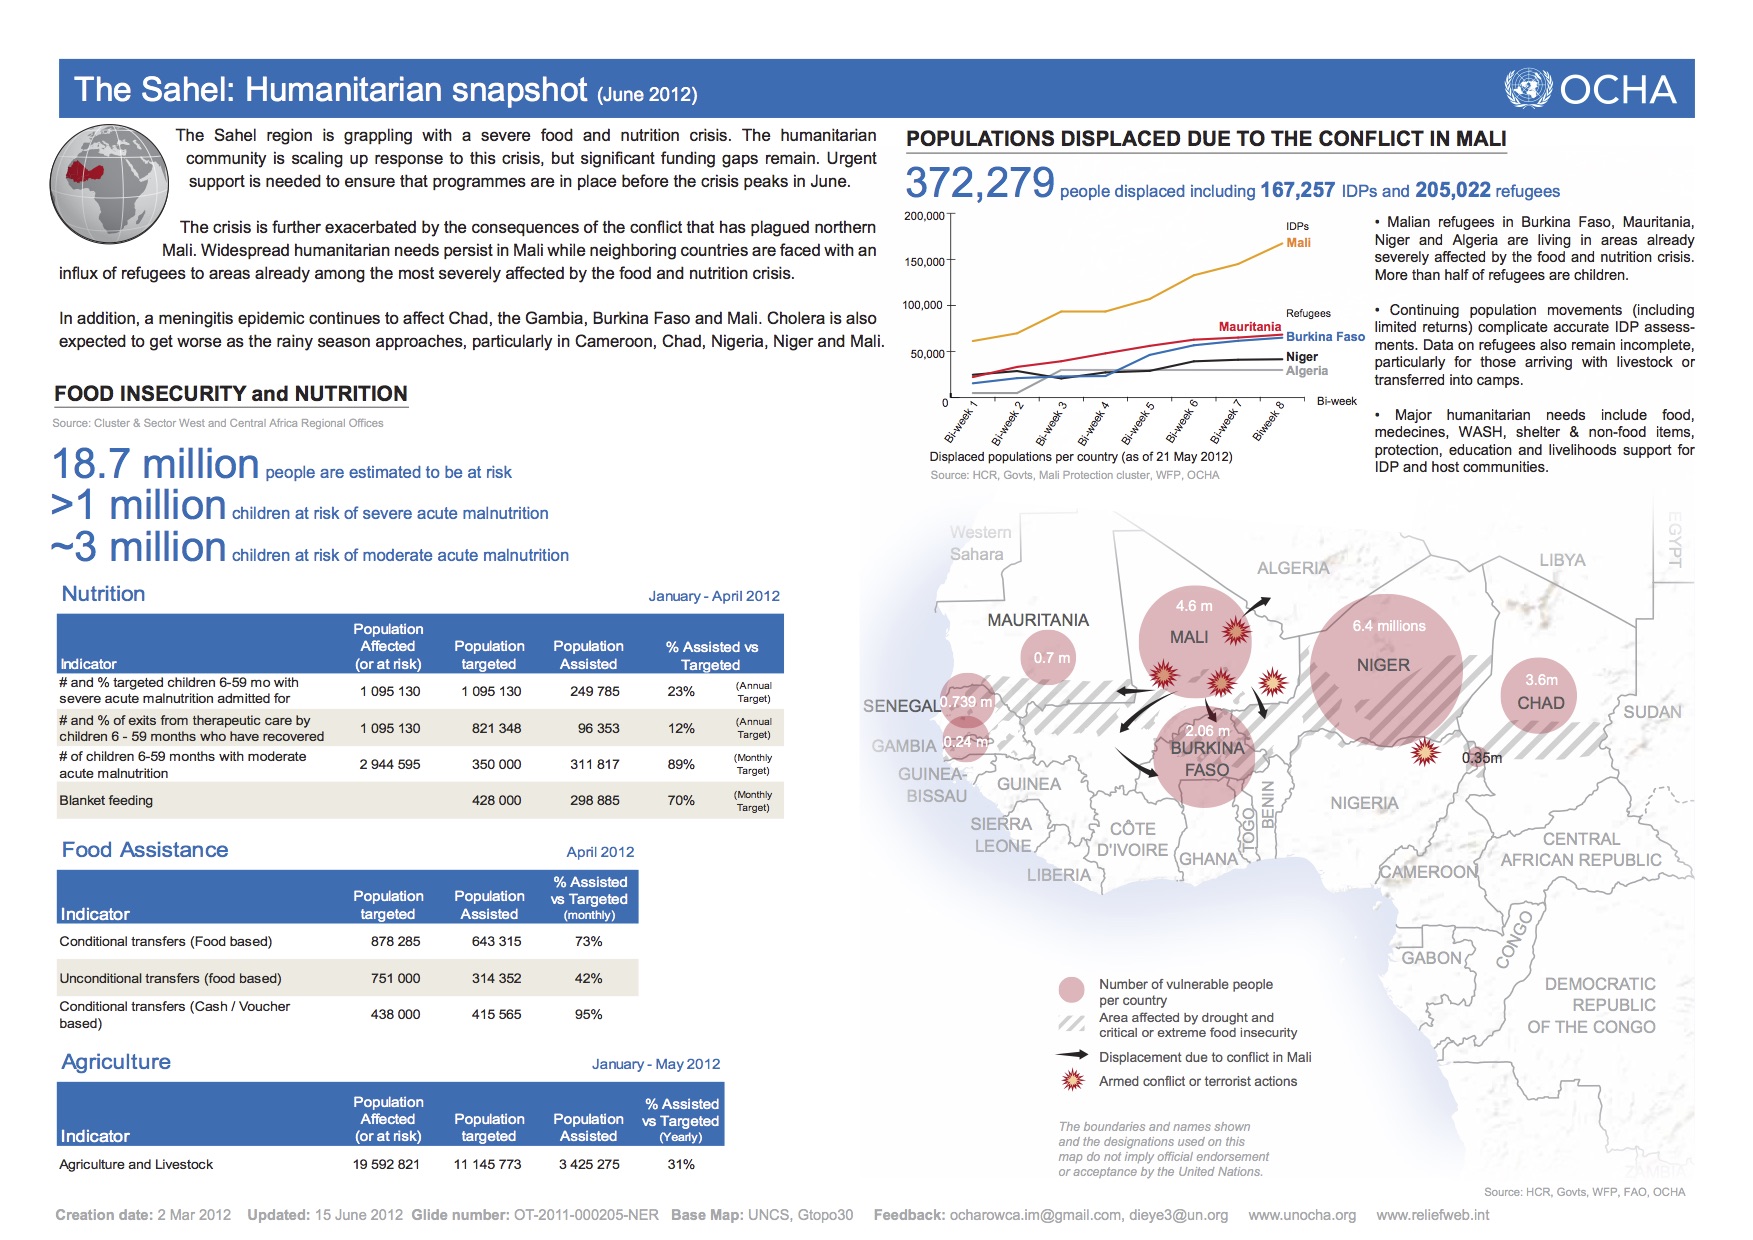 The Sahel: Humanitarian snapshot (June 2012)
OCHA
The Sahel region is grappling with a severe food and nutrition crisis. The humanitarian
community is scaling up response to this crisis, but significant funding gaps remain. Urgent
support is needed to ensure that programmes are in place before the crisis peaks in June.
The crisis is further exacerbated by the consequences of the conflict that has plagued northern
Mali. Widespread humanitarian needs persist in Mali while neighboring countries are faced with an
influx of refugees to areas already among the most severely affected by the food and nutrition crisis.
In addition, a meningitis epidemic continues to affect Chad, the Gambia, Burkina Faso and Mali. Cholera is also
expected to get worse as the rainy season approaches, particularly in Cameroon, Chad, Nigeria, Niger and Mali.
FOOD INSECURITY and NUTRITION
Source: Cluster & Sector West and Central Africa Regional Offices
18.7 million people are estimated to be at risk
>1 million children at risk of severe acute malnutrition
~3 million children at risk of moderate acute malnutrition
Nutrition
January - April 2012
Indicator
Population
Affected
(or at risk)
Population
targeted
Population
Assisted
% Assisted vs
Targeted
# and % targeted children 6-59 mo with
severe acute malnutrition admitted for
1 095 130
1 095 130
249 785
23%
(Annual
Target)
# and % of exits from therapeutic care by
children 6 - 59 months who have recovered
1 095 130
821 348
96 353
12%
(Annual
Target)
# of children 6-59 months with moderate
acute malnutrition
2 944 595
350 000
311 817
89%
(Monthly
Target)
Blanket feeding
428 000
298 885
70%
(Monthly
Target)
Food Assistance
April 2012
Indicator
Population
targeted
Population
Assisted
% Assisted
vs Targeted
(monthly)
Conditional transfers (Food based)
878 285
643 315
73%
Unconditional transfers (food based)
751 000
314 352
42%
Conditional transfers (Cash / Voucher
based)
438 000
415 565
95%
Agriculture
January - May 2012
Indicator
Population
Affected
(or at risk)
Population
targeted
Population
Assisted
% Assisted
vs Targeted
(Yearly)
Agriculture and Livestock
19 592 821
11 145 773
3 425 275
31%
POPULATIONS DISPLACED DUE TO THE CONFLICT IN MALI
372,279 people displaced including 167,257 IDPs and 205,022 refugees
200,000
150,000
100,000
50,000
0
IDPs
Mali
Refugees
Mauritania
Burkina Faso
Niger
Algeria
Bi-week
Bi-week 1
Bi-week 2
Bi-week 3
Bi-week 4
Bi-week 5
Bi-week 6
Bi-week 7
Biweek 8
Displaced populations per country (as of 21 May 2012)
Source: HCR, Govts, Mali Protection cluster, WFP, OCHA
• Malian refugees in Burkina Faso, Mauritania,
Niger and Algeria are living in areas already
severely affected by the food and nutrition crisis.
More than half of refugees are children.
• Continuing population movements (including
limited returns) complicate accurate IDP assess-
ments. Data on refugees also remain incomplete,
particularly for those arriving with livestock or
transferred into camps.
• Major humanitarian needs include food,
medecines, WASH, shelter & non-food items,
protection, education and livelihoods support for
IDP and host communities.
Western
Sahara
ALGERIA
LIBYA
EGYPT
MAURITANIA
0.7 m
4.6 m
MALI
6.4 millions
NIGER
3.6m
CHAD
SUDAN
SENEGAL
0.739 m
GAMBIA
0.24 m
2.06 m
BURKINA
FASO
0.35m
GUINEA-
BISSAU
GUINEA
SIERRA
LEONE
LIBERIA
CÔTE
D'IVOIRE
GHANA
TOGO
BENIN
NIGERIA
CENTRAL
AFRICAN REPUBLIC
CAMEROON
CONGO
GABON
DEMOCRATIC
REPUBLIC
OF THE CONGO
ZAMBIA
Number of vulnerable people
per country
Area affected by drought and
critical or extreme food insecurity
Displacement due to conflict in Mali
Armed conflict or terrorist actions
The boundaries and names shown
and the designations used on this
map do not imply official endorsement
or acceptance by the United Nations.
Source: HCR, Govts, WFP, FAO, OCHA
Creation date: 2 Mar 2012 Updated: 15 June 2012 Glide number: OT-2011-000205-NER Base Map: UNCS, Gtopo30 Feedback: ocharowca.im@gmail.com, dieye3@un.org www.unocha.org www.reliefweb.int